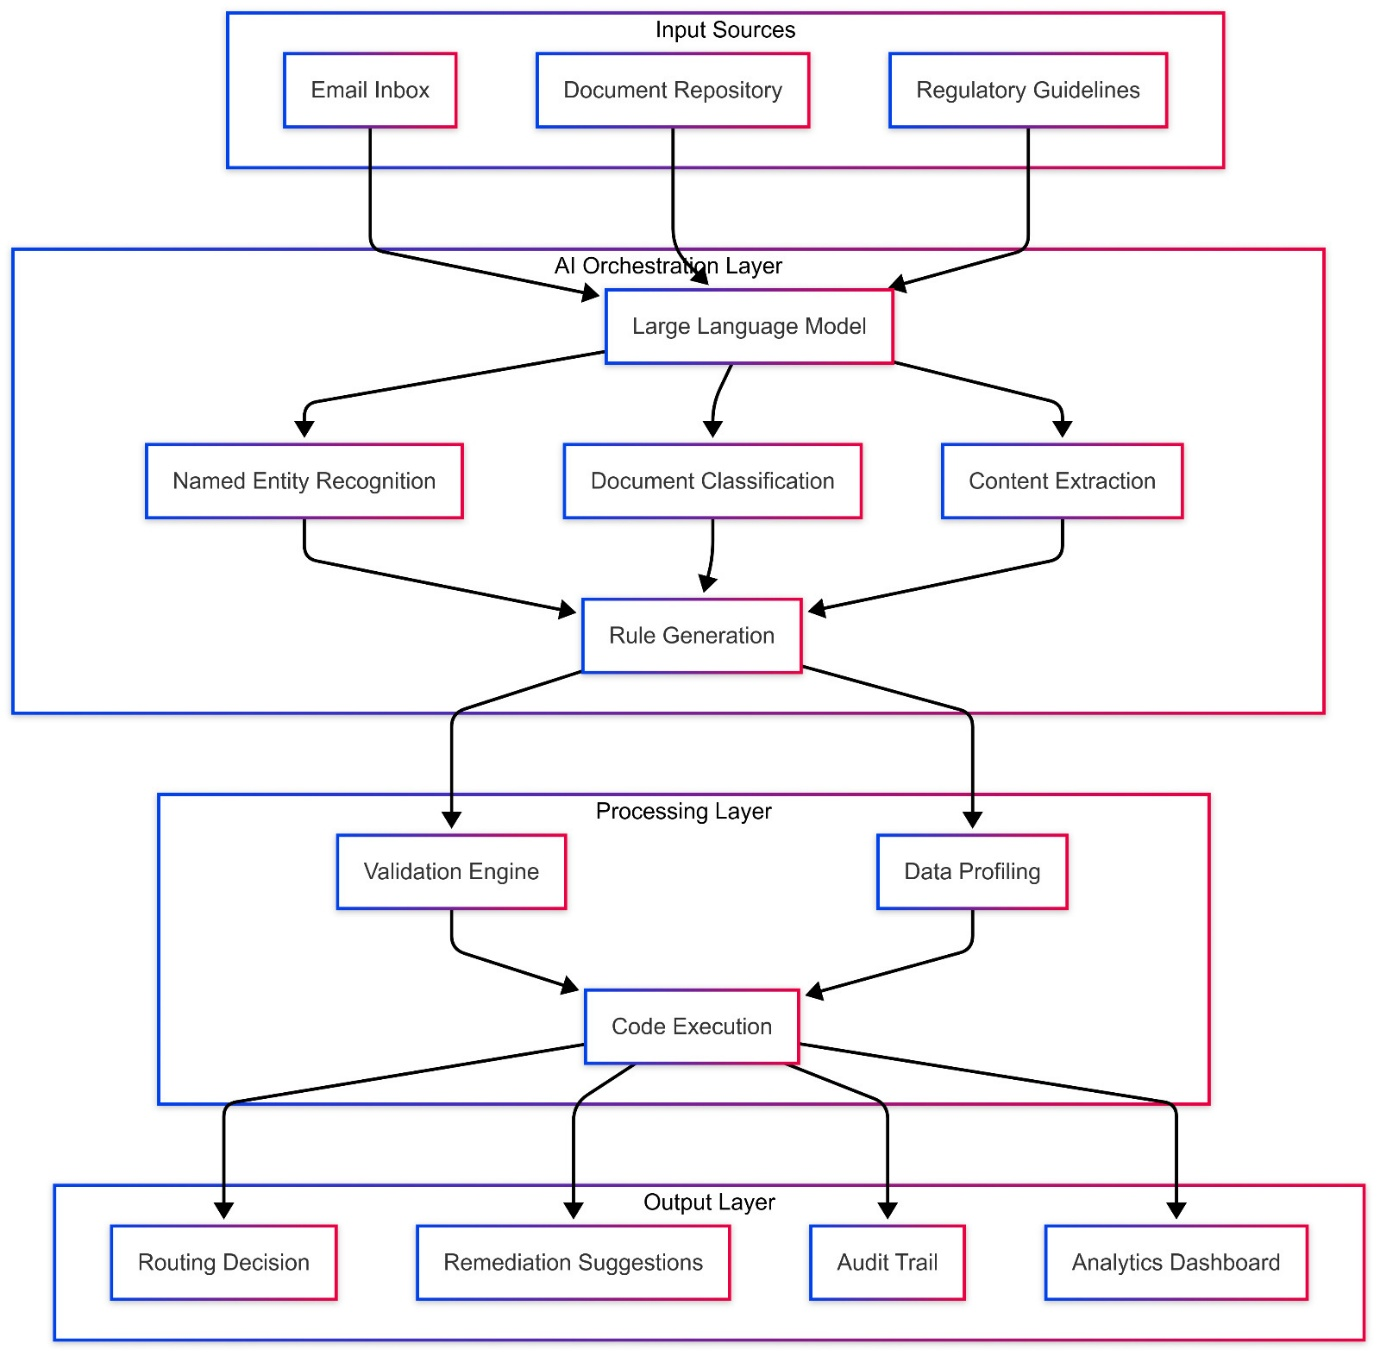 Input Sources
Email Inbox
Document Repository
Regulatory Guidelines
AI Orchestration Layer
Large Language Model
Named Entity Recognition
Document Classification
Content Extraction
Rule Generation
Processing Layer
Validation Engine
Data Profiling
Code Execution
Output Layer
Routing Decision
Remediation Suggestions
Audit Trail
Analytics Dashboard